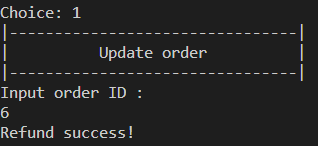 Choice: 1
|--------------------------------|
|          Update order          |
|--------------------------------|
Input order ID :
6
Refund success!